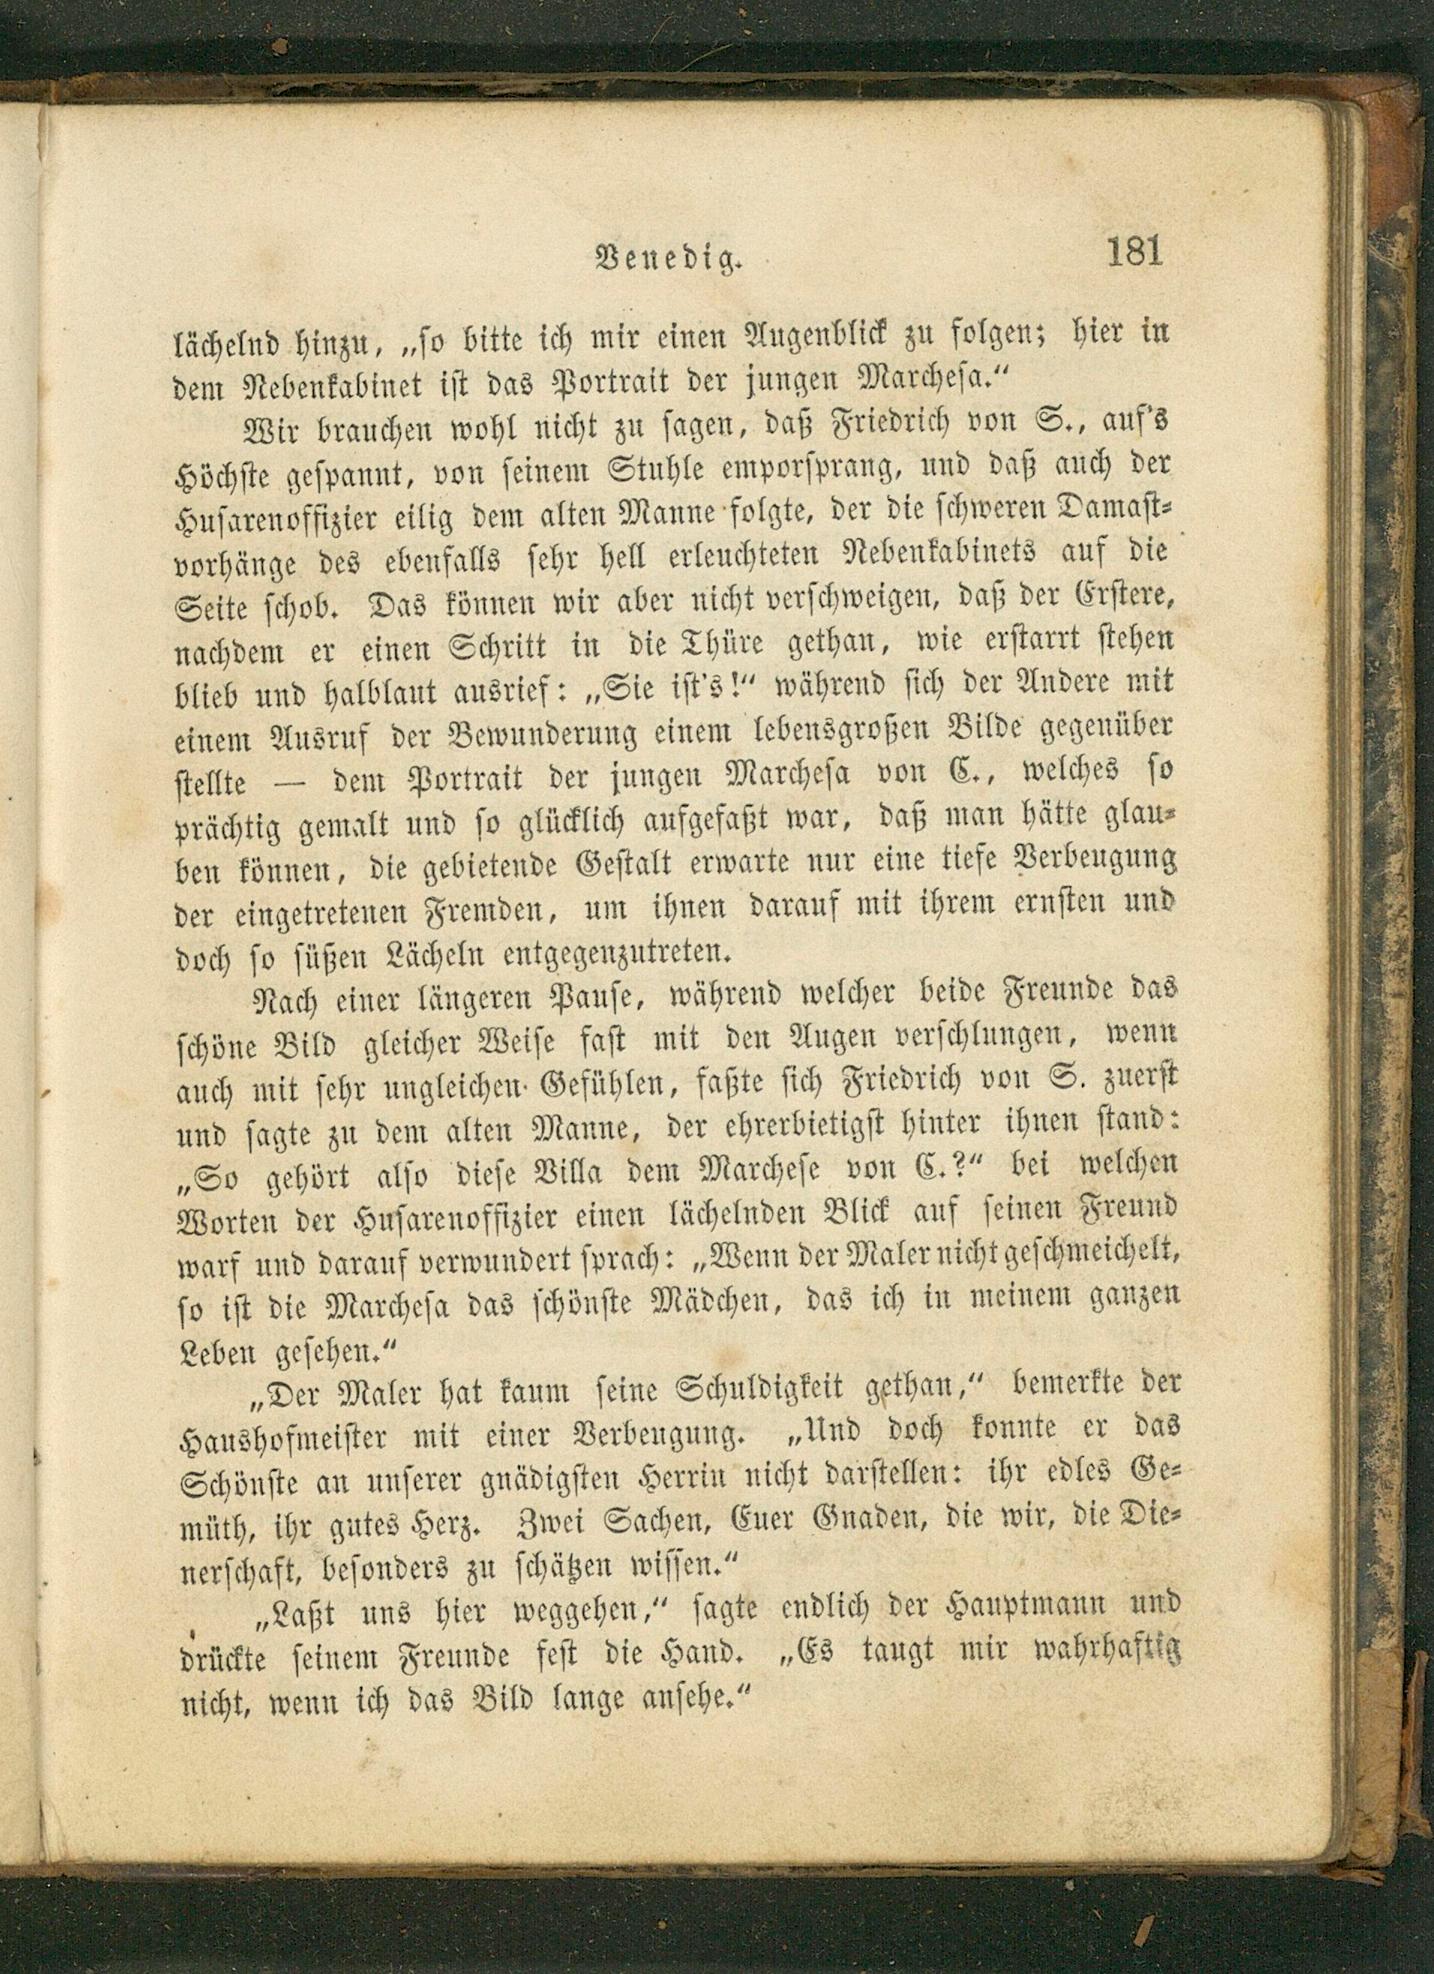 Venedig. 181
lächelnd hinzu, „so bitte ich mir einen Augenblick zu folgen; hier in
dem Nebenkabinet ist das Portrait der jungen Marchesa.“
Wir brauchen wohl nicht zu sagen, daß Friedrich von S., auf's
Höchste gespannt, von seinem Stuhle emporsprang, und daß auch der
Husarenoffizier eilig dem alten Manne folgte, der die schweren Damast-
vorhänge des ebenfalls sehr hell erleuchteten Nebenkabinets auf die
Seite schob. Das können wir aber nicht verschweigen, daß der Erstere,
nachdem er einen Schritt in die Thüre gethan, wie erstarrt stehen
blieb und halblaut ausrief: „Sie ist's!“ während sich der Andere mit
einem Ausruf der Bewunderung einem lebensgroßen Bilde gegenüber
stellte — dem Portrait der jungen Marchesa von C., welches so
prächtig gemalt und so glücklich aufgefaßt war, daß man hätte glau-
ben können, die gebietende Gestalt erwarte nur eine tiefe Verbeugung
der eingetretenen Fremden, um ihnen darauf mit ihrem ernsten und
doch so süßen Lächeln entgegenzutreten.
Nach einer längeren Pause, während welcher beide Freunde das
schöne Bild gleicher Weise fast mit den Augen verschlungen, wenn
auch mit sehr ungleichen Gefühlen, faßte sich Friedrich von S. zuerst
und sagte zu dem alten Manne, der ehrerbietigst hinter ihnen stand:
„So gehört also diese Villa dem Marchese von C.?“ bei welchen
Worten der Husarenoffizier einen lächelnden Blick auf seinen Freund
warf und darauf verwundert sprach: „Wenn der Maler nicht geschmeichelt,
so ist die Marchesa das schönste Mädchen, das ich in meinem ganzen
Leben gesehen.“
„Der Maler hat kaum seine Schuldigkeit gethan,“ bemerkte der
Haushofmeister mit einer Verbeugung. „Und doch konnte er das
Schönste an unserer gnädigsten Herrin nicht darstellen: ihr edles Ge-
müth, ihr gutes Herz. Zwei Sachen, Euer Gnaden, die wir, die Die-
nerschaft, besonders zu schätzen wissen.“
„Laßt uns hier weggehen,“ sagte endlich der Hauptmann und
drückte seinem Freunde fest die Hand. „Es taugt mir wahrhaftig
nicht, wenn ich das Bild lange ansehe.“